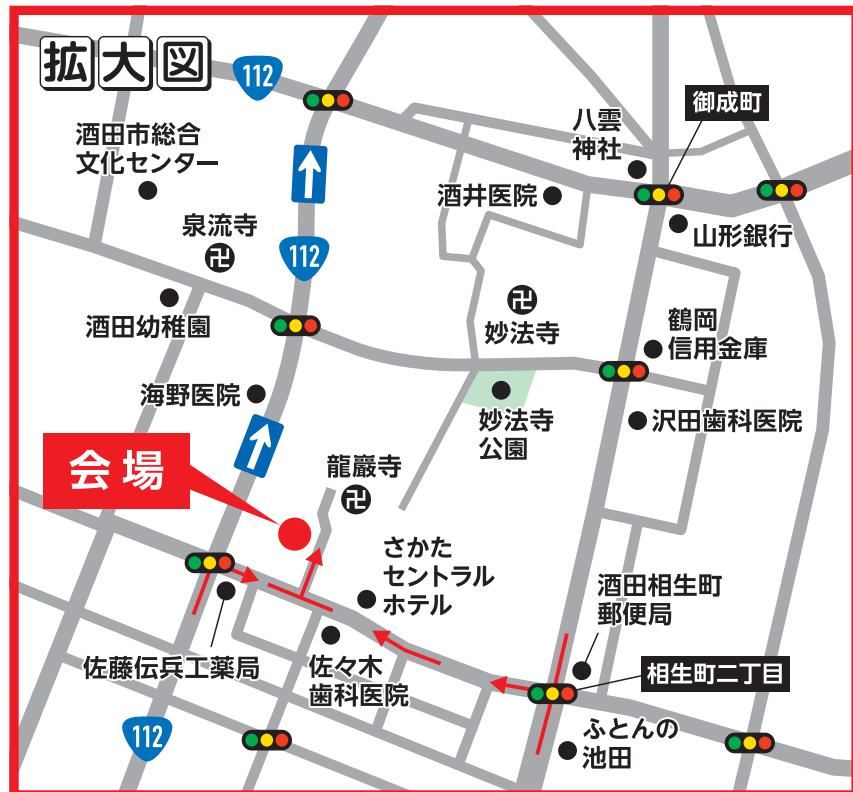 拡大図
112
御成町
八雲
神社
酒田市総合
文化センター
酒井医院
泉流寺
卍
山形銀行
112
卍
妙法寺
酒田幼稚園
鶴岡
信用金庫
海野医院
妙法寺
公園
沢田歯科医院
会場
龍巖寺
卍
さかた
セントラル
ホテル
酒田相生町
郵便局
佐藤伝兵工薬局
佐々木
歯科医院
相生町二丁目
112
ふとんの
池田